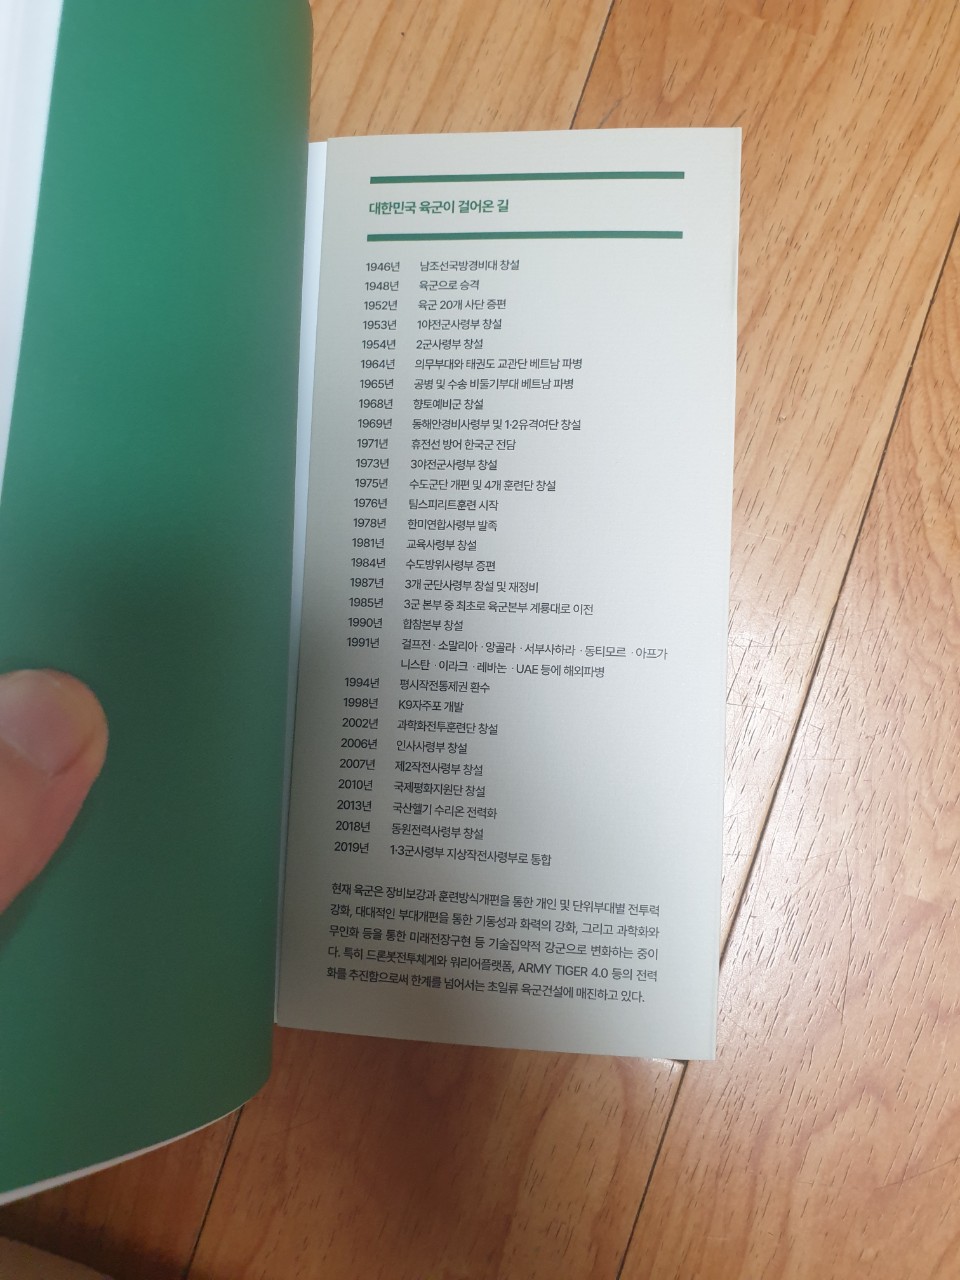 대한민국 육군이 걸어온 길
1946년 남조선국방경비대 창설
1948년 육군으로 승격
1952년 육군 20개 사단 증편
1953년 1야전군사령부 창설
1954년 2군사령부 창설
1964년 의무부대와 태권도 교관단 베트남 파병
1965년 공병 및 수송 비둘기부대 베트남 파병
1968년 향토예비군 창설
1969년 동해안경비사령부 및 1·2유격여단 창설
1971년 휴전선 방어 한국군 전담
1973년 3야전군사령부 창설
1975년 수도군단 개편 및 4개 훈련단 창설
1976년 팀스피리트훈련 시작
1978년 한미연합사령부 발족
1981년 교육사령부 창설
1984년 수도방위사령부 증편
1987년 3개 군단사령부 창설 및 재정비
1985년 3군 본부 중 최초로 육군본부 계룡대로 이전
1990년 합참본부 창설
1991년 걸프전 · 소말리아 · 앙골라 · 서부사하라 · 동티모르 · 아프가
니스탄 · 이라크 · 레바논 · UAE 등에 해외파병
1994년 평시작전통제권 환수
1998년 K9자주포 개발
2002년 과학화전투훈련단 창설
2006년 인사사령부 창설
2007년 제2작전사령부 창설
2010년 국제평화지원단 창설
2013년 국산헬기 수리온 전력화
2018년 동원전력사령부 창설
2019년 1·3군사령부 지상작전사령부로 통합
현재 육군은 장비보강과 훈련방식개편을 통한 개인 및 단위부대별 전투력
강화, 대대적인 부대개편을 통한 기동성과 화력의 강화, 그리고 과학화와
무인화 등을 통한 미래전장구현 등 기술집약적 강군으로 변화하는 중이
다. 특히 드론봇전투체계와 워리어플랫폼, ARMY TIGER 4.0 등의 전력
화를 추진함으로써 한계를 넘어서는 초일류 육군건설에 매진하고 있다.